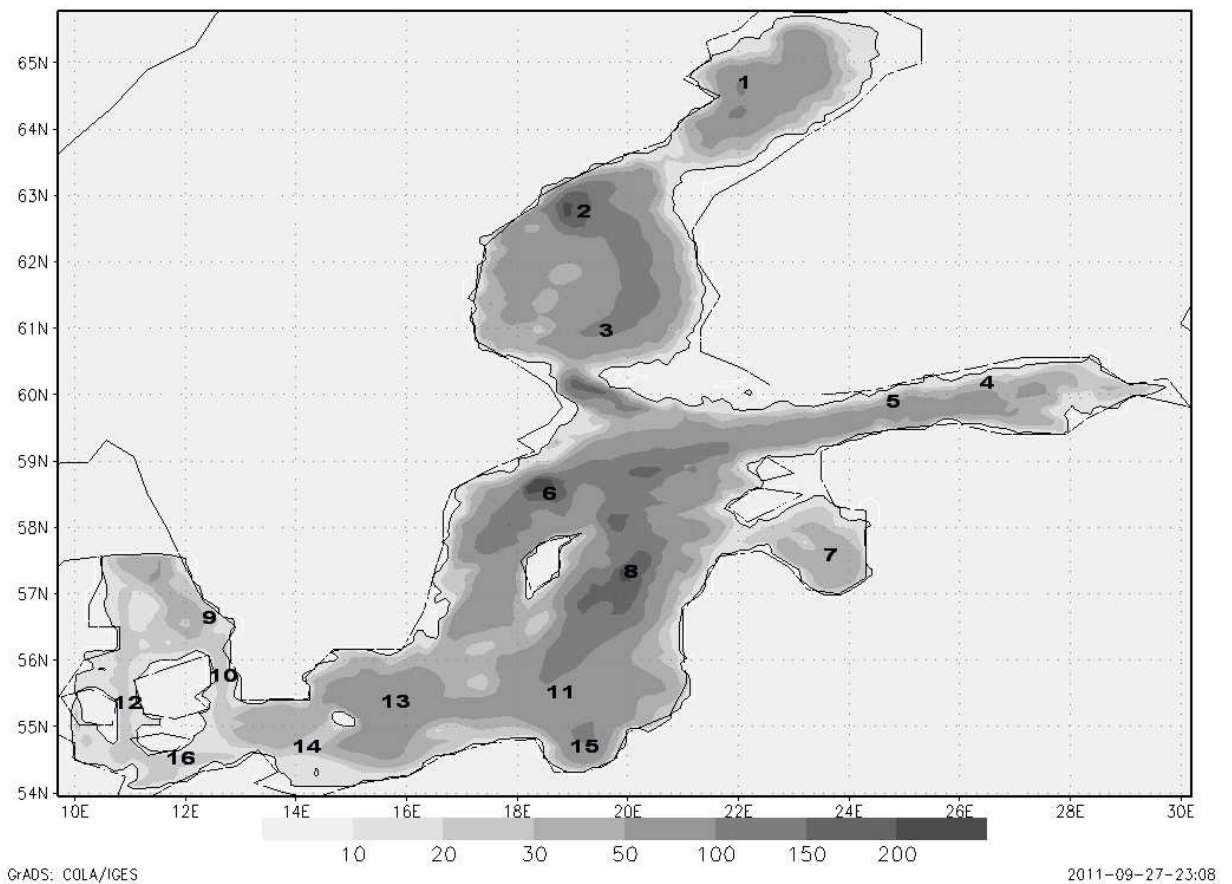 65N
1
64N
63N
2
62N
61N
3
60N
4
5
59N
6
58N
7
57N
8
9
56N
10
11
12
13
55N
14
15
16
54N
10E 12E 14E 16E 18E 20E 22E 24E 26E 28E 30E
10 20 30 50 100 150 200
GrADS: COLA/IGES 2011-09-27-23:08